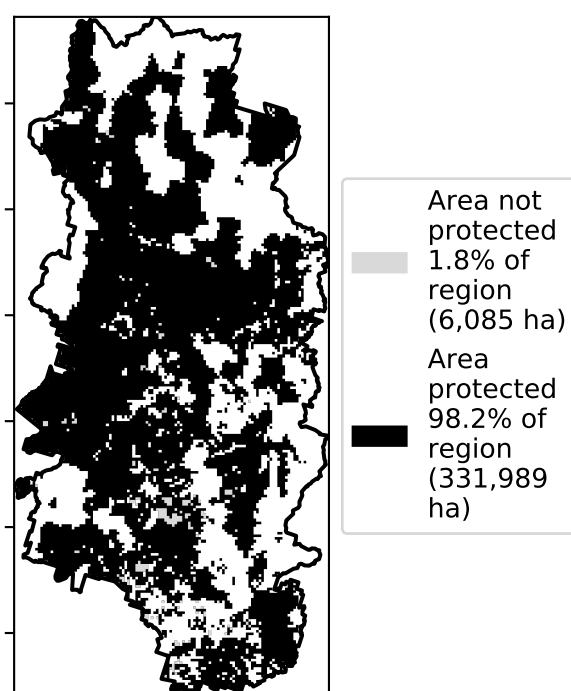 Area not
protected
1.8% of
region
(6,085 ha)
Area
protected
98.2% of
region
(331,989
ha)